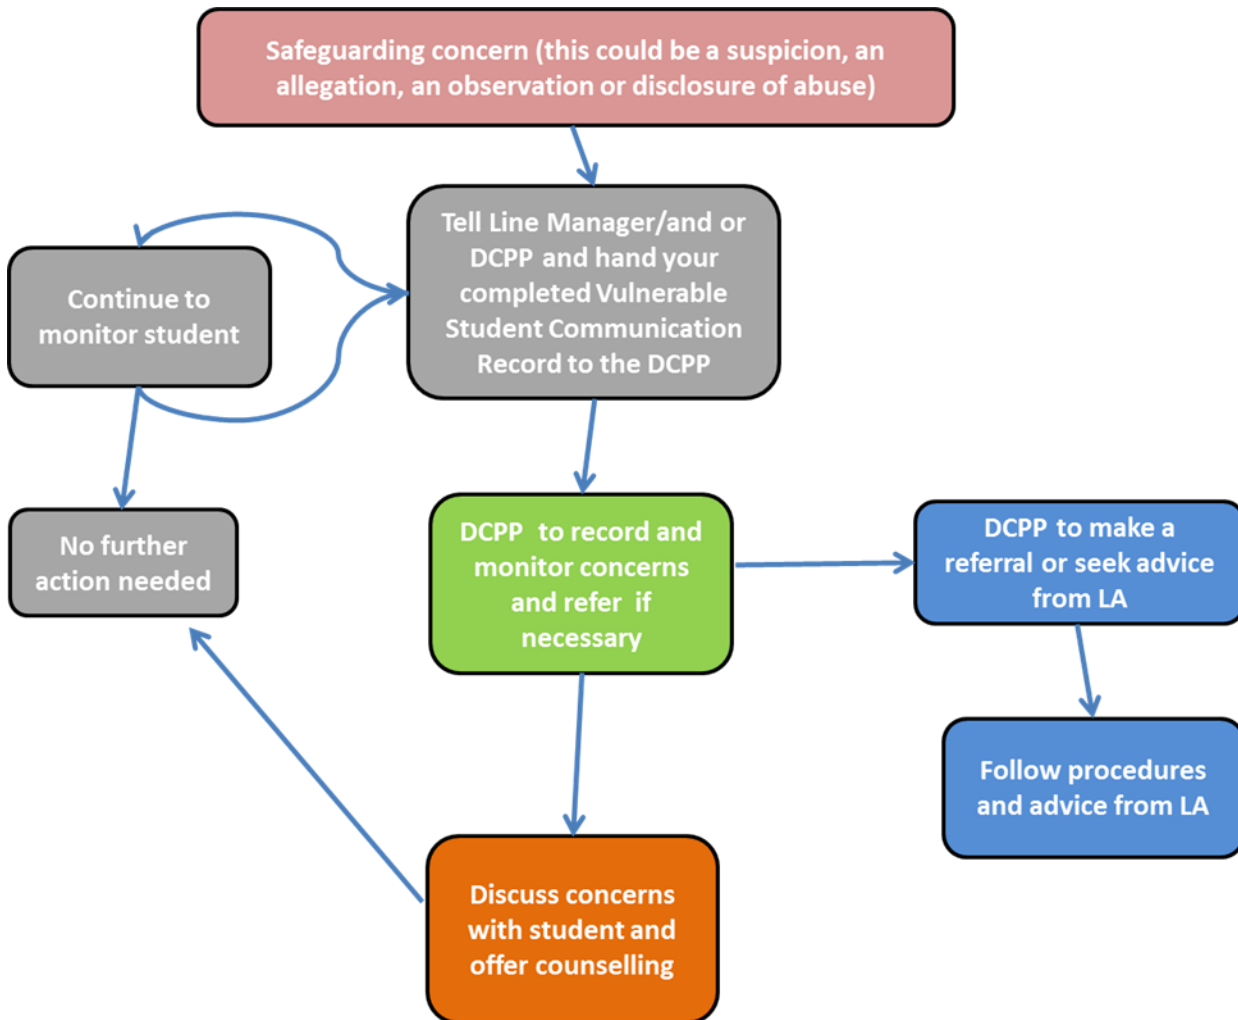 Safeguarding concern (this could be a suspicion, an
allegation, an observation or disclosure of abuse)
Tell Line Manager/and or
DCPP and hand your
completed Vulnerable
Student Communication
Record to the DCPP
Continue to
monitor student
No further
action needed
DCPP to record and
monitor concerns
and refer if
necessary
DCPP to make a
referral or seek advice
from LA
Follow procedures
and advice from LA
Discuss concerns
with student and
offer counselling